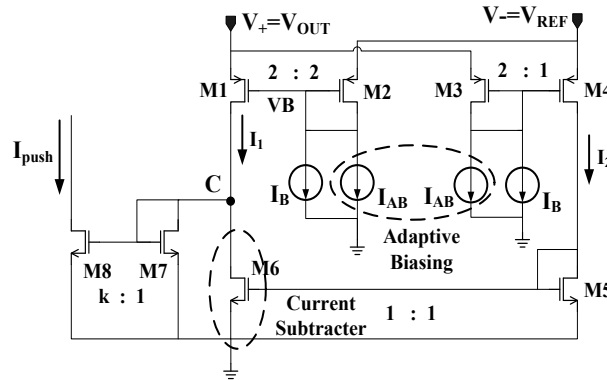 V+=VOUT V-=VREF
2 : 2 2 : 1
M1 VB M2 M3 M4
Ipush I1 I2
C IB IAB IAB IB
Adaptive
Biasing
M8 M7 M6 M5
k : 1 Current
Subtracter 1 : 1